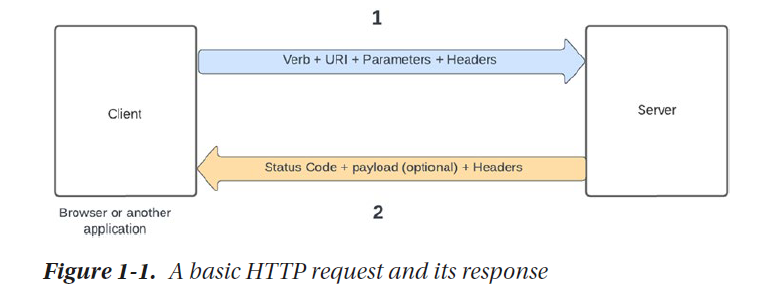 1
Verb + URI + Parameters + Headers
Client
Server
Status Code + payload (optional) + Headers
2
Browser or another
application
Figure 1-1. A basic HTTP request and its response